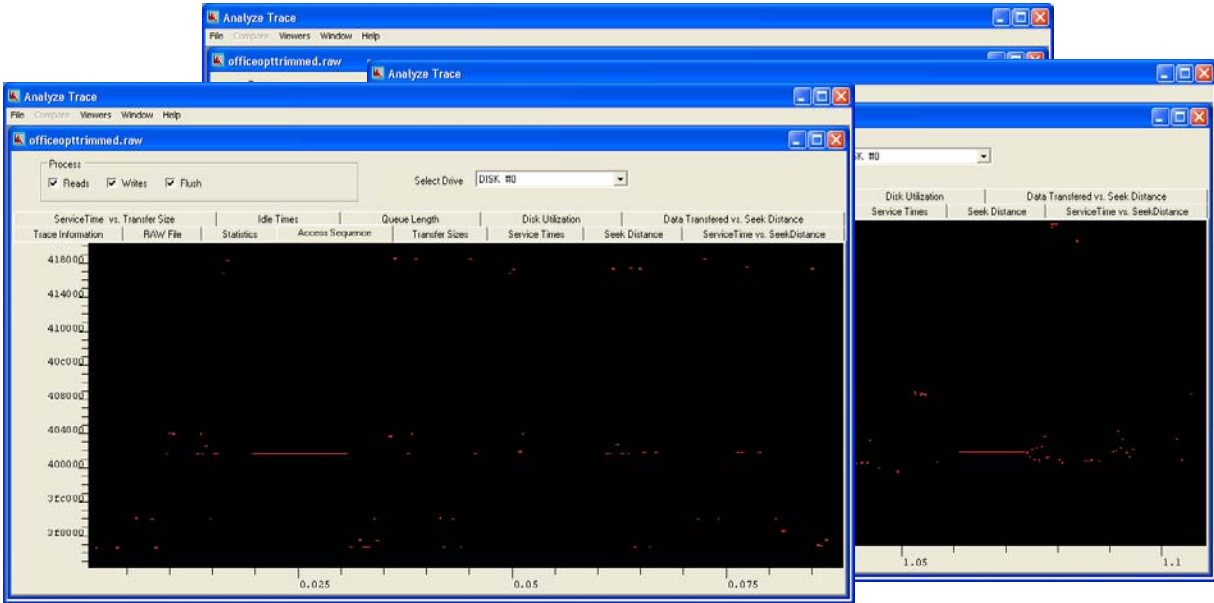 Analyze Trace
File Compare Viewers Window Help
officeopttrimmed.raw
Analyze Trace
Analyze Trace
File Compare Viewers Window Help
officeopttrimmed.raw
Process
Reads Writes Flush
Select Drive DISK #0
ServiceTime vs. Transfer Size Idle Times Queue Length Disk Utilization Data Transfered vs. Seek Distance
Trace Information RAW File Statistics Access Sequence Transfer Sizes Service Times Seek Distance ServiceTime vs. SeekDistance
418000
414000
410000
40c000
408000
404000
400000
3fc000
3f8000
0.025 0.05 0.075
SK #0
Disk Utilization Data Transfered vs. Seek Distance
Service Times Seek Distance ServiceTime vs. SeekDistance
1.05 1.1